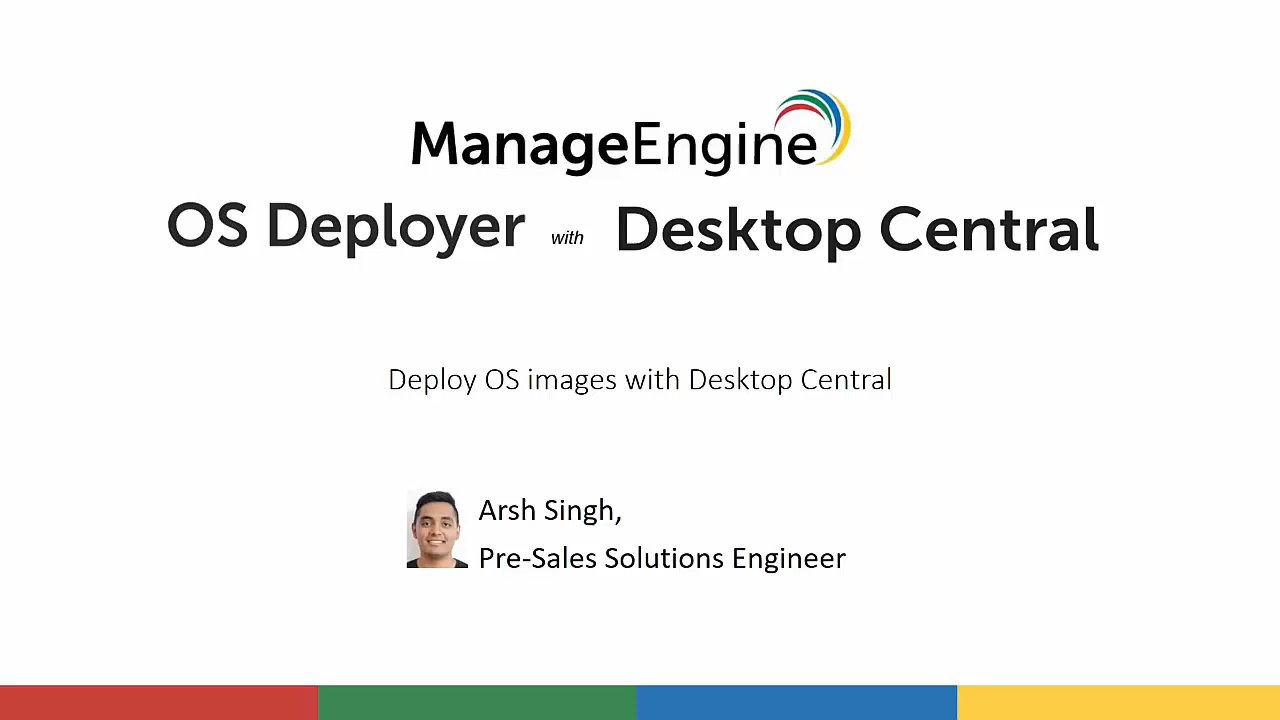 ManageEngine
OS Deployer with Desktop Central
Deploy OS images with Desktop Central
Arsh Singh,
Pre-Sales Solutions Engineer